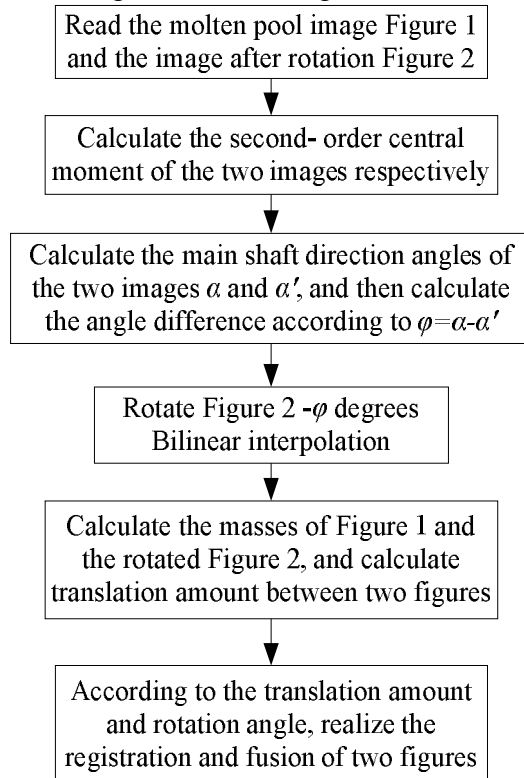 Read the molten pool image Figure 1
and the image after rotation Figure 2
Calculate the second- order central
moment of the two images respectively
Calculate the main shaft direction angles of
the two images α and α′, and then calculate
the angle difference according to φ=α-α′
Rotate Figure 2 -φ degrees
Bilinear interpolation
Calculate the masses of Figure 1 and
the rotated Figure 2, and calculate
translation amount between two figures
According to the translation amount
and rotation angle, realize the
registration and fusion of two figures